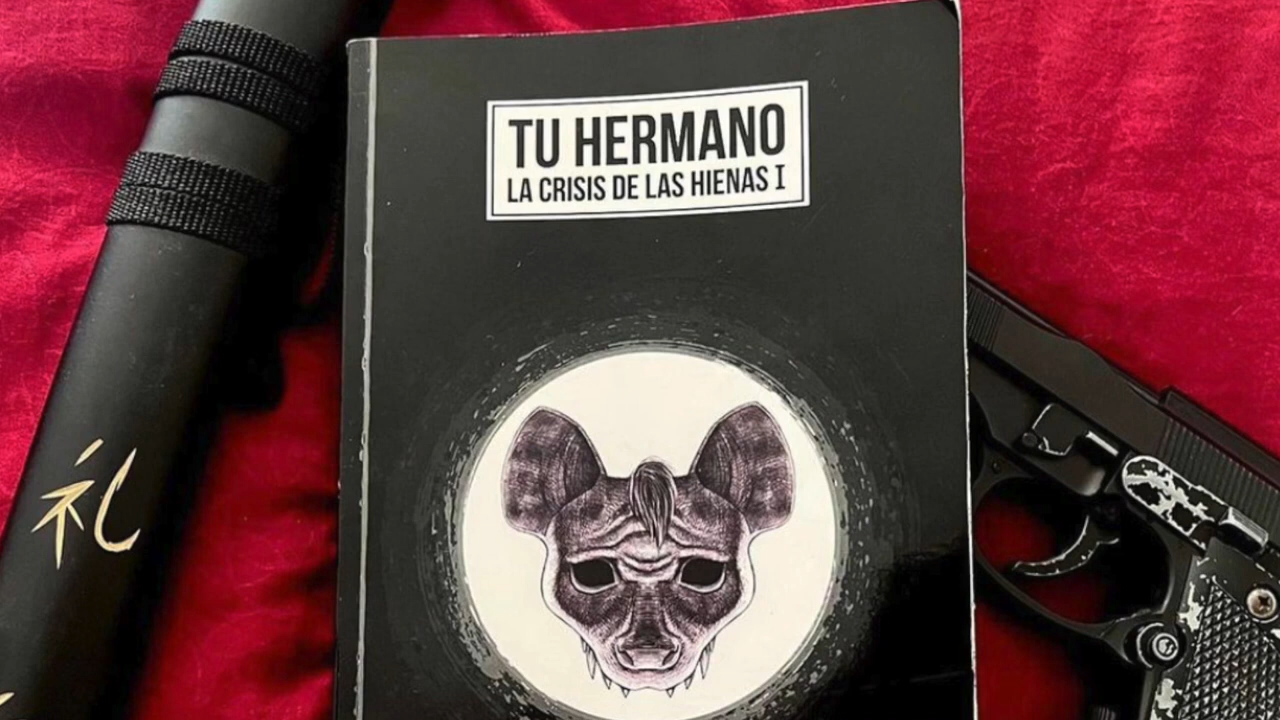 TU HERMANO
LA CRISIS DE LAS HIENAS I
礼